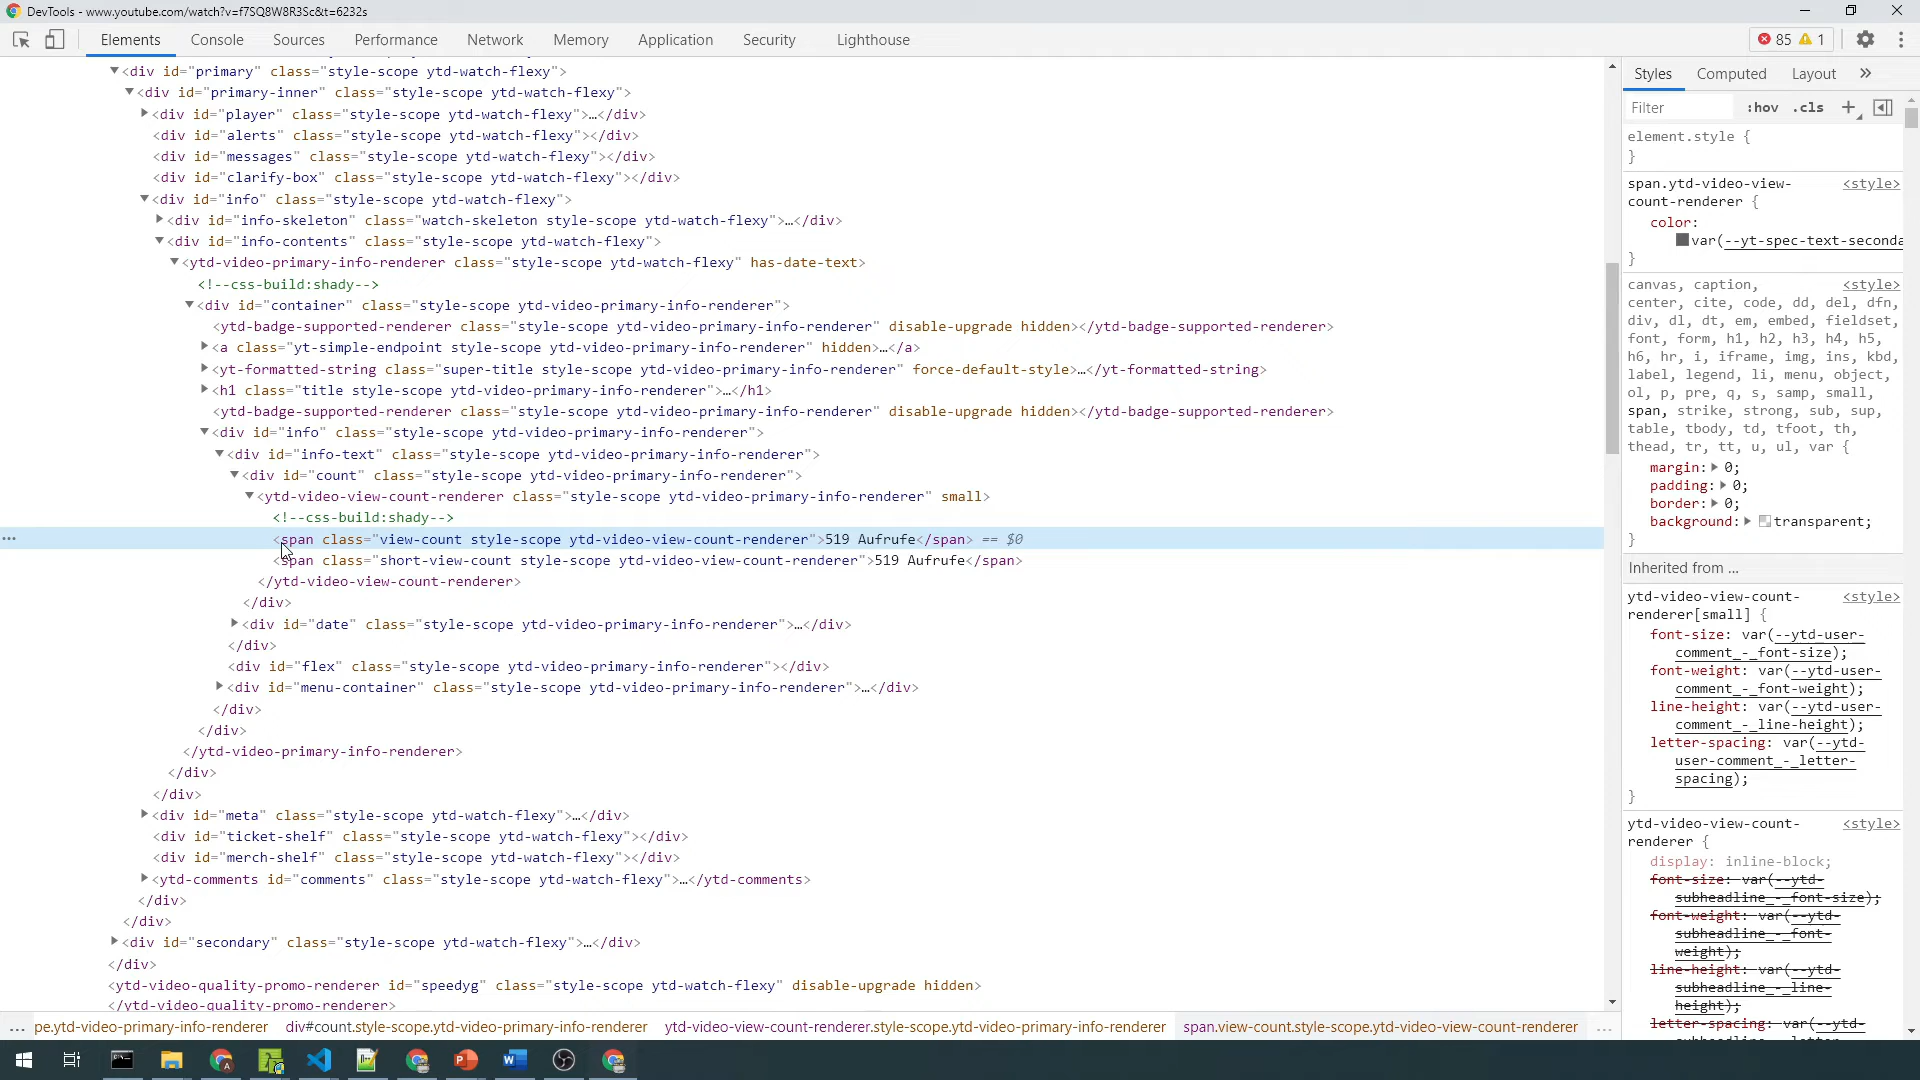 DevTools - www.youtube.com/watch?v=f7SQ8W8R3Sc&t=6232s
Elements Console Sources Performance Network Memory Application Security Lighthouse 85 1
<div id="primary" class="style-scope ytd-watch-flexy">
<div id="primary-inner" class="style-scope ytd-watch-flexy">
<div id="player" class="style-scope ytd-watch-flexy">…</div>
<div id="alerts" class="style-scope ytd-watch-flexy"></div>
<div id="messages" class="style-scope ytd-watch-flexy"></div>
<div id="clarify-box" class="style-scope ytd-watch-flexy"></div>
<div id="info" class="style-scope ytd-watch-flexy">
<div id="info-skeleton" class="watch-skeleton style-scope ytd-watch-flexy">…</div>
<div id="info-contents" class="style-scope ytd-watch-flexy">
<ytd-video-primary-info-renderer class="style-scope ytd-watch-flexy" has-date-text>
<!--css-build:shady-->
<div id="container" class="style-scope ytd-video-primary-info-renderer">
<ytd-badge-supported-renderer class="style-scope ytd-video-primary-info-renderer" disable-upgrade hidden></ytd-badge-supported-renderer>
<a class="yt-simple-endpoint style-scope ytd-video-primary-info-renderer" hidden>…</a>
<yt-formatted-string class="super-title style-scope ytd-video-primary-info-renderer" force-default-style>…</yt-formatted-string>
<h1 class="title style-scope ytd-video-primary-info-renderer">…</h1>
<ytd-badge-supported-renderer class="style-scope ytd-video-primary-info-renderer" disable-upgrade hidden></ytd-badge-supported-renderer>
<div id="info" class="style-scope ytd-video-primary-info-renderer">
<div id="info-text" class="style-scope ytd-video-primary-info-renderer">
<div id="count" class="style-scope ytd-video-primary-info-renderer">
<ytd-video-view-count-renderer class="style-scope ytd-video-primary-info-renderer" small>
<!--css-build:shady-->
<span class="view-count style-scope ytd-video-view-count-renderer">519 Aufrufe</span> == $0
<span class="short-view-count style-scope ytd-video-view-count-renderer">519 Aufrufe</span>
</ytd-video-view-count-renderer>
</div>
<div id="date" class="style-scope ytd-video-primary-info-renderer">…</div>
</div>
<div id="flex" class="style-scope ytd-video-primary-info-renderer"></div>
<div id="menu-container" class="style-scope ytd-video-primary-info-renderer">…</div>
</div>
</div>
</ytd-video-primary-info-renderer>
</div>
</div>
<div id="meta" class="style-scope ytd-watch-flexy">…</div>
<div id="ticket-shelf" class="style-scope ytd-watch-flexy"></div>
<div id="merch-shelf" class="style-scope ytd-watch-flexy"></div>
<ytd-comments id="comments" class="style-scope ytd-watch-flexy">…</ytd-comments>
</div>
</div>
<div id="secondary" class="style-scope ytd-watch-flexy">…</div>
</div>
<ytd-video-quality-promo-renderer id="speedyg" class="style-scope ytd-watch-flexy" disable-upgrade hidden>
</ytd-video-quality-promo-renderer>
... pe.ytd-video-primary-info-renderer div#count.style-scope.ytd-video-primary-info-renderer ytd-video-view-count-renderer.style-scope.ytd-video-primary-info-renderer span.view-count.style-scope.ytd-video-view-count-renderer ...
Styles Computed Layout »
Filter :hov .cls +
element.style {
}
span.ytd-video-view- <style>
count-renderer {
color:
var(--yt-spec-text-seconda
}
canvas, caption, <style>
center, cite, code, dd, del, dfn,
div, dl, dt, em, embed, fieldset,
font, form, h1, h2, h3, h4, h5,
h6, hr, i, iframe, img, ins, kbd,
label, legend, li, menu, object,
ol, p, pre, q, s, samp, small,
span, strike, strong, sub, sup,
table, tbody, td, tfoot, th,
thead, tr, tt, u, ul, var {
margin: 0;
padding: 0;
border: 0;
background: transparent;
}
Inherited from ...
ytd-video-view-count- <style>
renderer[small] {
font-size: var(--ytd-user-
comment_-_font-size);
font-weight: var(--ytd-user-
comment_-_font-weight);
line-height: var(--ytd-user-
comment_-_line-height);
letter-spacing: var(--ytd-
user-comment_-_letter-
spacing);
}
ytd-video-view-count- <style>
renderer {
display: inline-block;
font-size: var(--ytd-
subheadline_-_font-size);
font-weight: var(--ytd-
subheadline_-_font-
weight);
line-height: var(--ytd-
subheadline_-_line-
height);
letter-spacing: var(--ytd-